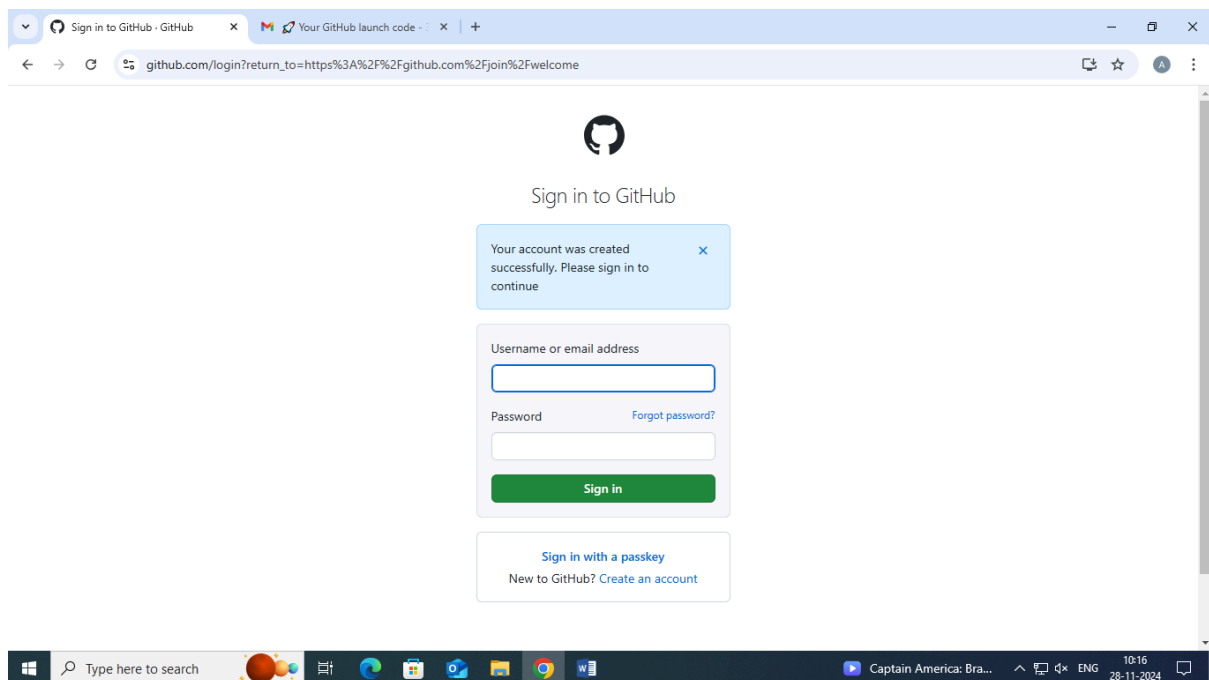 Sign in to GitHub · GitHub
Your GitHub launch code -
github.com/login?return_to=https%3A%2F%2Fgithub.com%2Fjoin%2Fwelcome
A
Sign in to GitHub
Your account was created
successfully. Please sign in to
continue
Username or email address
Password
Forgot password?
Sign in
Sign in with a passkey
New to GitHub? Create an account
Type here to search
Captain America: Bra...
ENG
10:16
28-11-2024